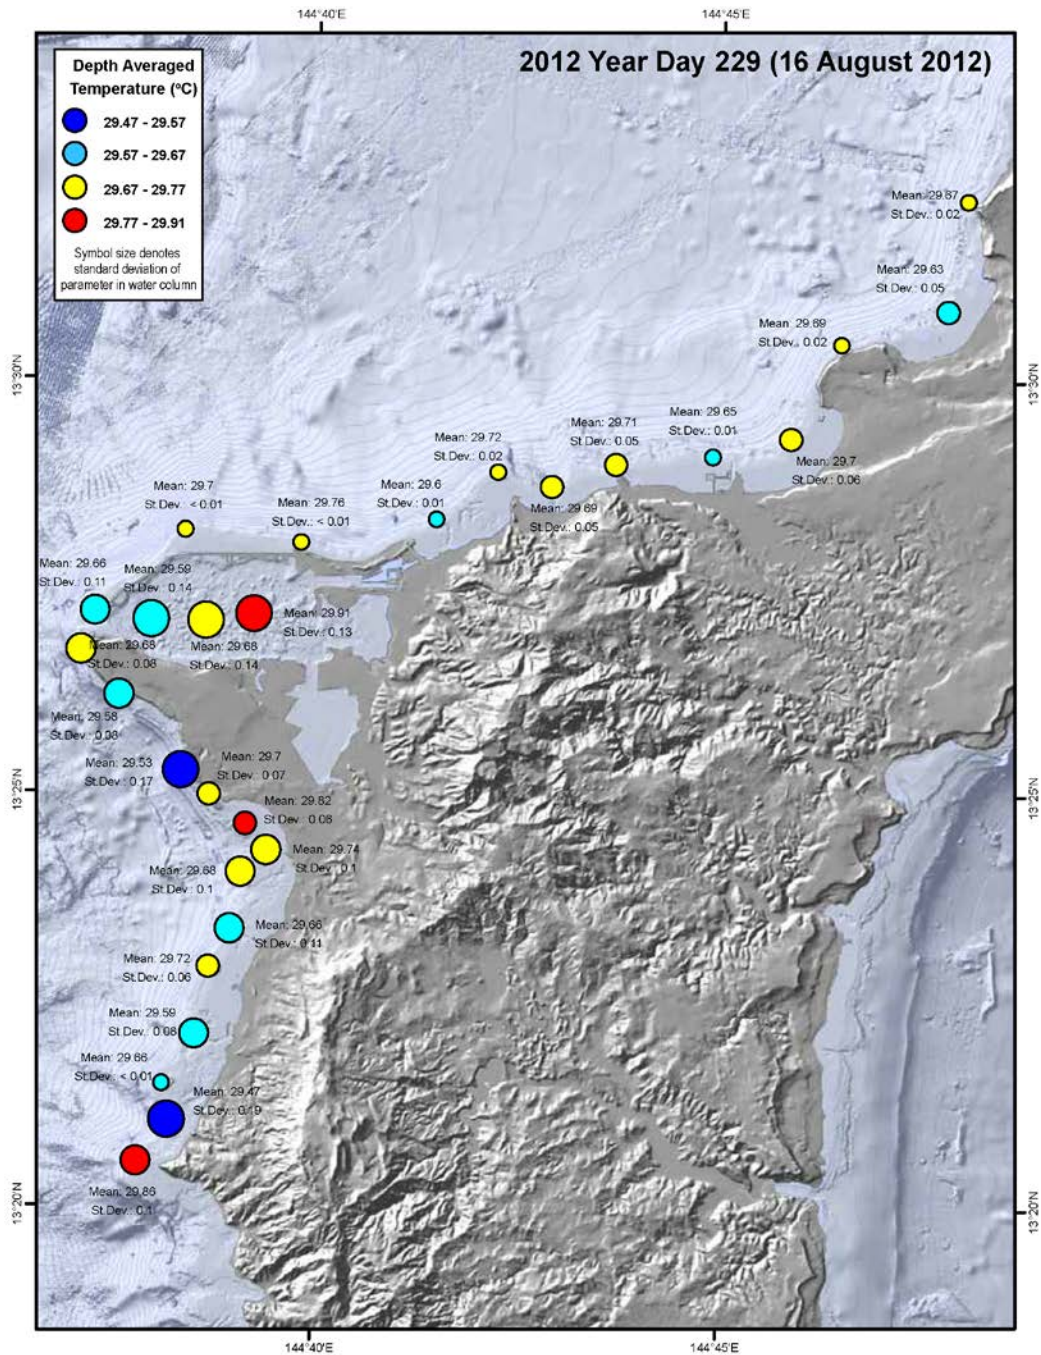 144°40'E
144°45'E
2012 Year Day 229 (16 August 2012)
Depth Averaged
Temperature (°C)
29.47 - 29.57
29.57 - 29.67
29.67 - 29.77
29.77 - 29.91
Symbol size denotes
standard deviation of
parameter in water column
Mean: 29.67
St.Dev.: 0.02
Mean: 29.63
St.Dev.: 0.05
Mean: 29.69
St.Dev.: 0.02
13°30'N
13°30'N
Mean: 29.65
St.Dev.: 0.01
Mean: 29.71
St.Dev.: 0.05
Mean: 29.72
St.Dev.: 0.02
Mean: 29.7
St.Dev.: 0.06
Mean: 29.7
St.Dev.: < 0.01
Mean: 29.76
St.Dev.: < 0.01
Mean: 29.6
St.Dev.: 0.01
Mean: 29.69
St.Dev.: 0.05
Mean: 29.66
St.Dev.: 0.11
Mean: 29.59
St.Dev.: 0.14
Mean: 29.91
St.Dev.: 0.13
Mean: 29.68
St.Dev.: 0.08
Mean: 29.68
St.Dev.: 0.14
Mean: 29.58
St.Dev.: 0.08
Mean: 29.53
St.Dev.: 0.17
Mean: 29.7
St.Dev.: 0.07
13°25'N
13°25'N
Mean: 29.82
St.Dev.: 0.08
Mean: 29.74
St.Dev.: 0.1
Mean: 29.68
St.Dev.: 0.1
Mean: 29.66
St.Dev.: 0.11
Mean: 29.72
St.Dev.: 0.06
Mean: 29.59
St.Dev.: 0.08
Mean: 29.66
St.Dev.: < 0.01
Mean: 29.47
St.Dev.: 0.19
Mean: 29.86
St.Dev.: 0.1
13°20'N
13°20'N
144°40'E
144°45'E